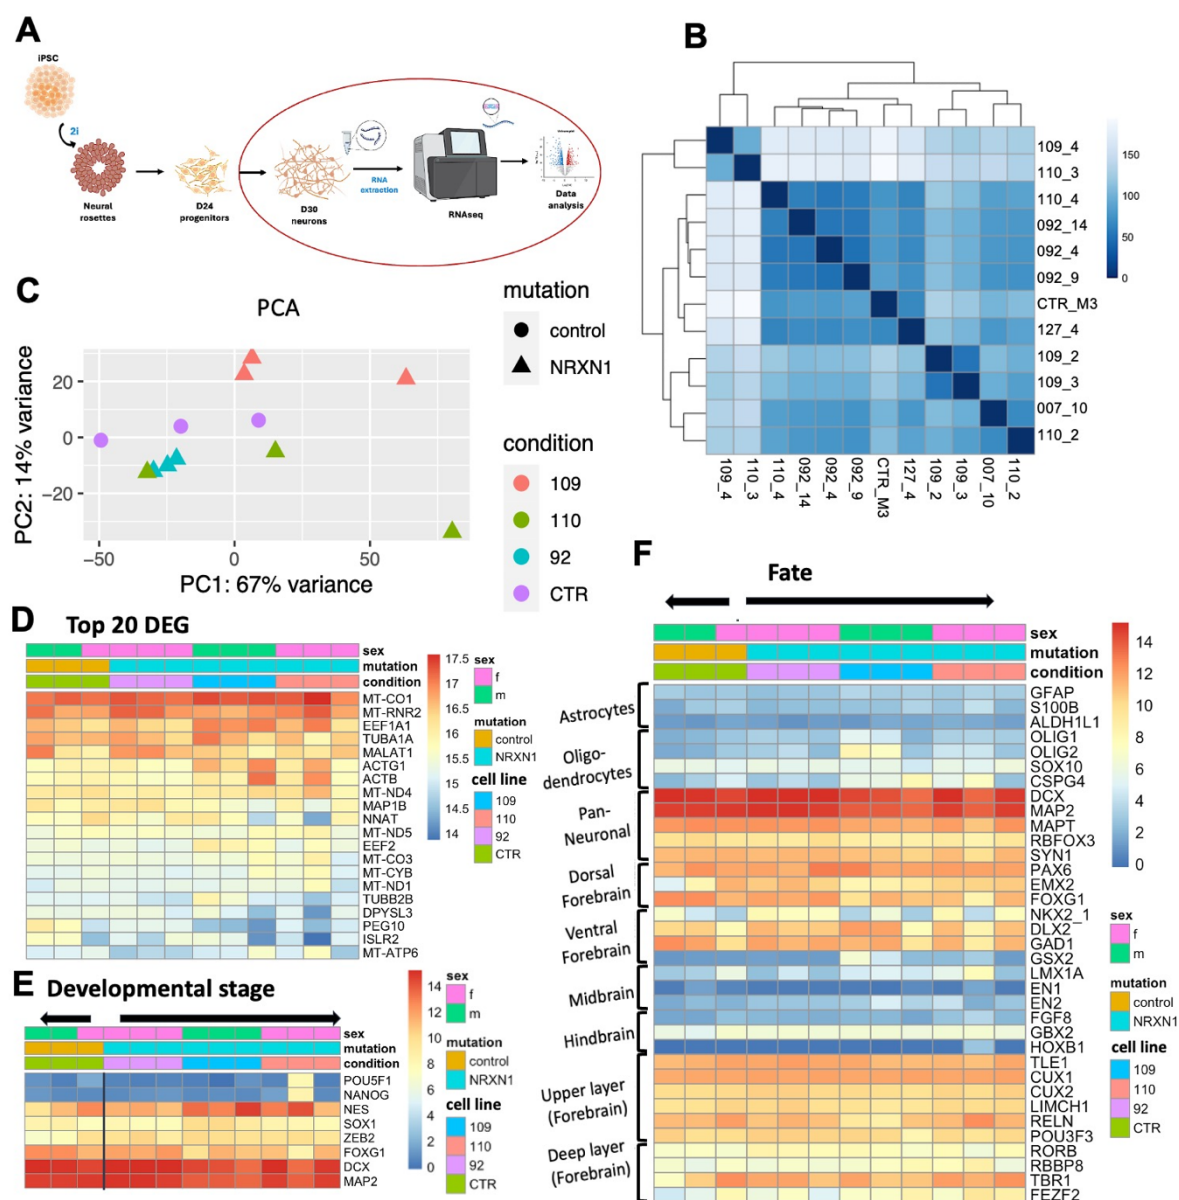 A
iPSC
2i
Neural
rosettes
D24
progenitors
D30
neurons
RNA
extraction
RNAseq
Data
analysis
B
109_4
110_3
110_4
092_14
092_4
092_9
CTR_M3
127_4
109_2
109_3
007_10
110_2
109_4
110_3
110_4
092_14
092_4
092_9
CTR_M3
127_4
109_2
109_3
007_10
110_2
150
100
50
0
C
PCA
PC2: 14% variance
20
0
−20
−50
0
50
PC1: 67% variance
mutation
control
NRXN1
condition
109
110
92
CTR
D
Top 20 DEG
sex
mutation
condition
MT-CO1
MT-RNR2
EEF1A1
TUBA1A
MALAT1
ACTG1
ACTB
MT-ND4
MAP1B
NNAT
MT-ND5
EEF2
MT-CO3
MT-CYB
MT-ND1
TUBB2B
DPYSL3
PEG10
ISLR2
MT-ATP6
17.5
17
16.5
16
15.5
15
14.5
14
sex
f
m
mutation
control
NRXN1
cell line
109
110
92
CTR
E
Developmental stage
sex
mutation
condition
POU5F1
NANOG
NES
SOX1
ZEB2
FOXG1
DCX
MAP2
14
12
10
8
6
4
2
0
sex
f
m
mutation
control
NRXN1
cell line
109
110
92
CTR
F
Fate
sex
mutation
condition
Astrocytes
Oligo-
dendrocytes
Pan-
Neuronal
Dorsal
Forebrain
Ventral
Forebrain
Midbrain
Hindbrain
Upper layer
(Forebrain)
Deep layer
(Forebrain)
GFAP
S100B
ALDH1L1
OLIG1
OLIG2
SOX10
CSPG4
DCX
MAP2
MAPT
RBFOX3
SYN1
PAX6
EMX2
FOXG1
NKX2_1
DLX2
GAD1
GSX2
LMX1A
EN1
EN2
FGF8
GBX2
HOXB1
TLE1
CUX1
CUX2
LIMCH1
RELN
POU3F3
RORB
RBBP8
TBR1
FEZF2
14
12
10
8
6
4
2
0
sex
f
m
mutation
control
NRXN1
cell line
109
110
92
CTR